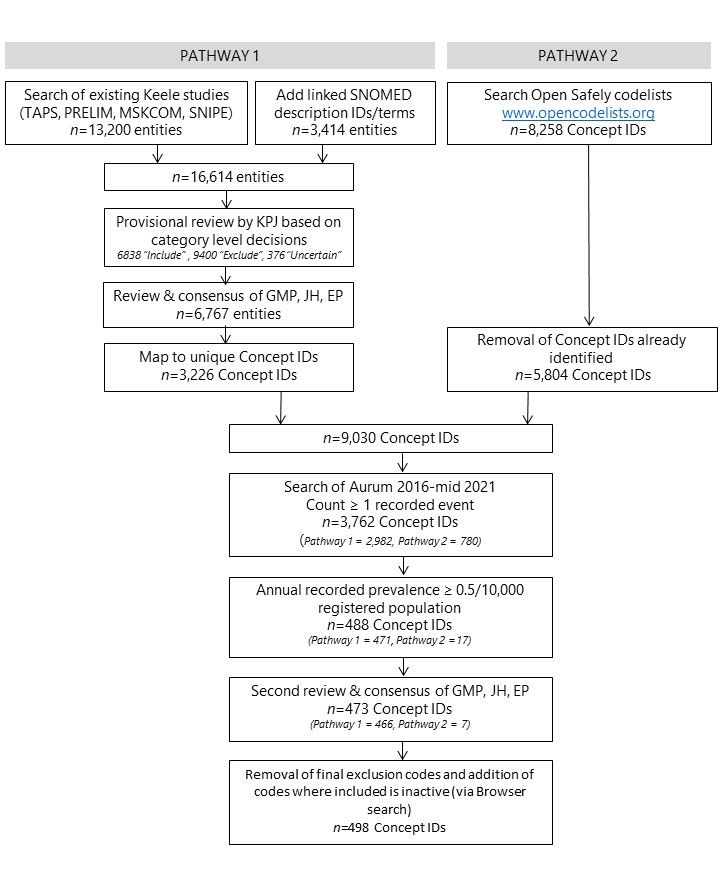 PATHWAY 1
PATHWAY 2
Search of existing Keele studies
(TAPS, PRELIM, MSKCOM, SNIPE)
n=13,200 entities
Add linked SNOMED
description IDs/terms
n=3,414 entities
Search Open Safely codelists
www.opencodelists.org
n=8,258 Concept IDs
n=16,614 entities
Provisional review by KPJ based on
category level decisions
6838 “Include” , 9400 “Exclude”, 376 “Uncertain”
Review & consensus of GMP, JH, EP
n=6,767 entities
Map to unique Concept IDs
n=3,226 Concept IDs
Removal of Concept IDs already
identified
n=5,804 Concept IDs
n=9,030 Concept IDs
Search of Aurum 2016-mid 2021
Count ≥ 1 recorded event
n=3,762 Concept IDs
(Pathway 1 = 2,982, Pathway 2 = 780)
Annual recorded prevalence ≥ 0.5/10,000
registered population
n=488 Concept IDs
(Pathway 1 = 471, Pathway 2 =17)
Second review & consensus of GMP, JH, EP
n=473 Concept IDs
(Pathway 1 = 466, Pathway 2 = 7)
Removal of final exclusion codes and addition of
codes where included is inactive (via Browser
search)
n=498 Concept IDs